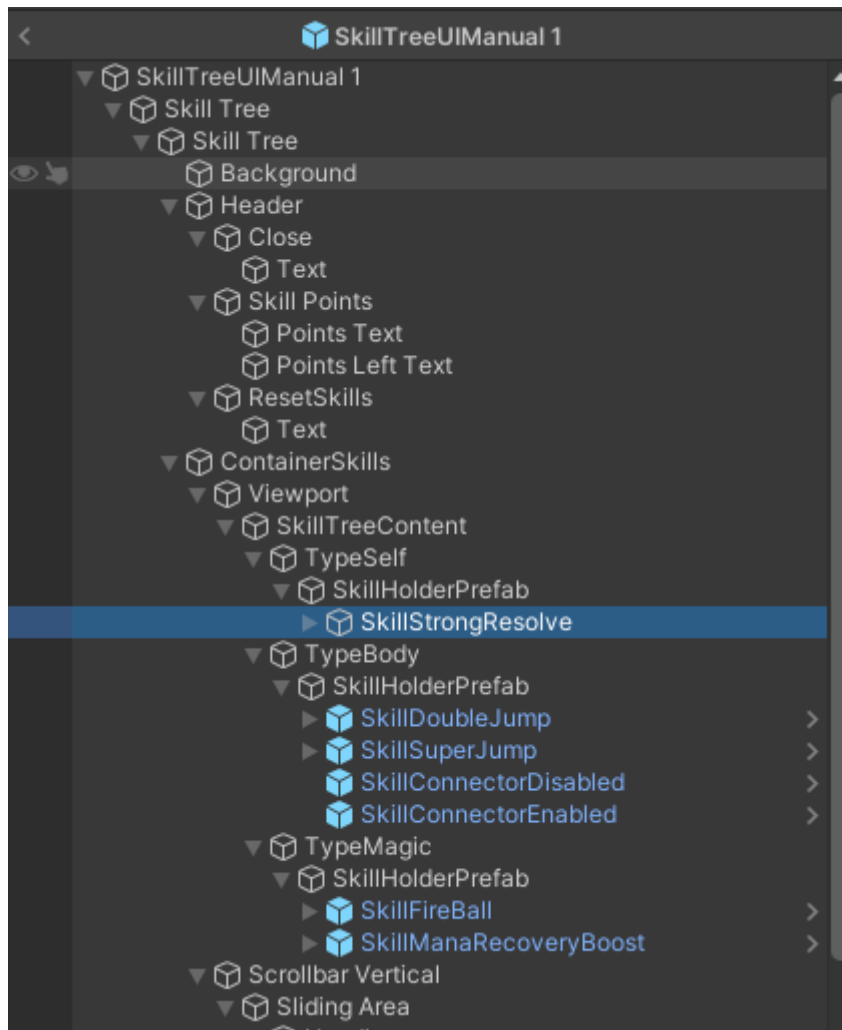 SkillTreeUIManual 1
SkillTreeUIManual 1
Skill Tree
Skill Tree
Background
Header
Close
Text
Skill Points
Points Text
Points Left Text
ResetSkills
Text
ContainerSkills
Viewport
SkillTreeContent
TypeSelf
SkillHolderPrefab
SkillStrongResolve
TypeBody
SkillHolderPrefab
SkillDoubleJump
SkillSuperJump
SkillConnectorDisabled
SkillConnectorEnabled
TypeMagic
SkillHolderPrefab
SkillFireBall
SkillManaRecoveryBoost
Scrollbar Vertical
Sliding Area